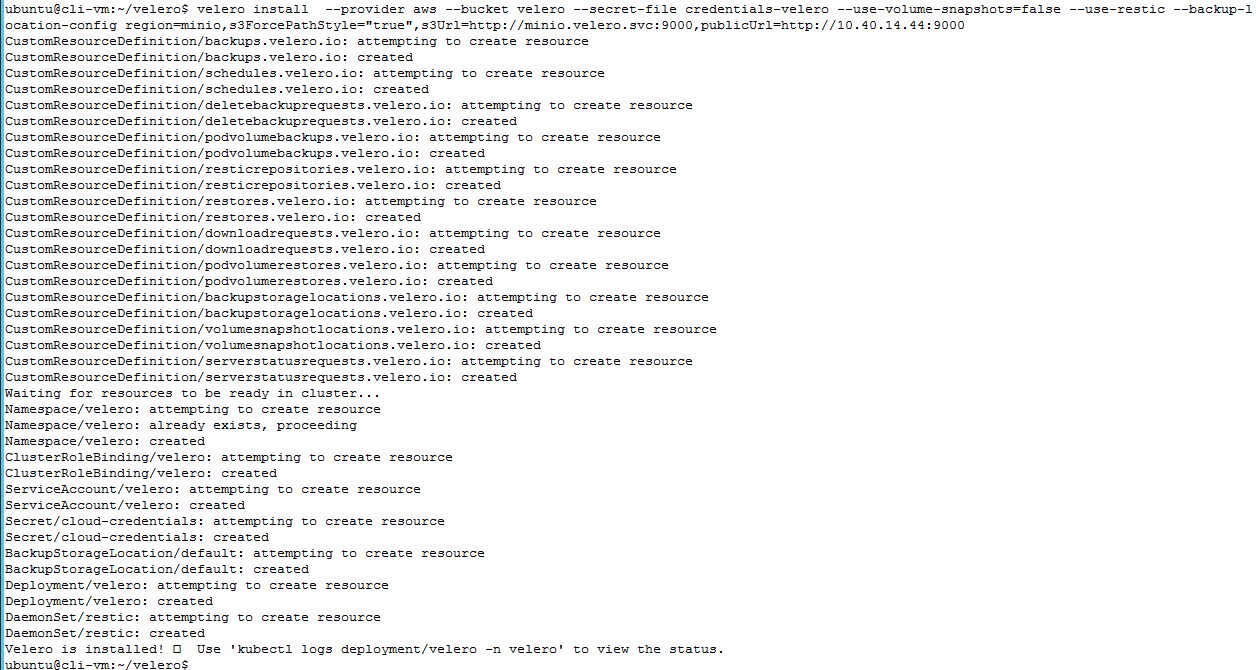 ubuntu@cli-vm:~/velero$ velero install  --provider aws --bucket velero --secret-file credentials-velero --use-volume-snapshots=false --use-restic --backup-l
ocation-config region=minio,s3ForcePathStyle="true",s3Url=http://minio.velero.svc:9000,publicUrl=http://10.40.14.44:9000
CustomResourceDefinition/backups.velero.io: attempting to create resource
CustomResourceDefinition/backups.velero.io: created
CustomResourceDefinition/schedules.velero.io: attempting to create resource
CustomResourceDefinition/schedules.velero.io: created
CustomResourceDefinition/deletebackuprequests.velero.io: attempting to create resource
CustomResourceDefinition/deletebackuprequests.velero.io: created
CustomResourceDefinition/podvolumebackups.velero.io: attempting to create resource
CustomResourceDefinition/podvolumebackups.velero.io: created
CustomResourceDefinition/resticrepositories.velero.io: attempting to create resource
CustomResourceDefinition/resticrepositories.velero.io: created
CustomResourceDefinition/restores.velero.io: attempting to create resource
CustomResourceDefinition/restores.velero.io: created
CustomResourceDefinition/downloadrequests.velero.io: attempting to create resource
CustomResourceDefinition/downloadrequests.velero.io: created
CustomResourceDefinition/podvolumerestores.velero.io: attempting to create resource
CustomResourceDefinition/podvolumerestores.velero.io: created
CustomResourceDefinition/backupstoragelocations.velero.io: attempting to create resource
CustomResourceDefinition/backupstoragelocations.velero.io: created
CustomResourceDefinition/volumesnapshotlocations.velero.io: attempting to create resource
CustomResourceDefinition/volumesnapshotlocations.velero.io: created
CustomResourceDefinition/serverstatusrequests.velero.io: attempting to create resource
CustomResourceDefinition/serverstatusrequests.velero.io: created
Waiting for resources to be ready in cluster...
Namespace/velero: attempting to create resource
Namespace/velero: already exists, proceeding
Namespace/velero: created
ClusterRoleBinding/velero: attempting to create resource
ClusterRoleBinding/velero: created
ServiceAccount/velero: attempting to create resource
ServiceAccount/velero: created
Secret/cloud-credentials: attempting to create resource
Secret/cloud-credentials: created
BackupStorageLocation/default: attempting to create resource
BackupStorageLocation/default: created
Deployment/velero: attempting to create resource
Deployment/velero: created
DaemonSet/restic: attempting to create resource
DaemonSet/restic: created
Velero is installed! ▯  Use 'kubectl logs deployment/velero -n velero' to view the status.
ubuntu@cli-vm:~/velero$